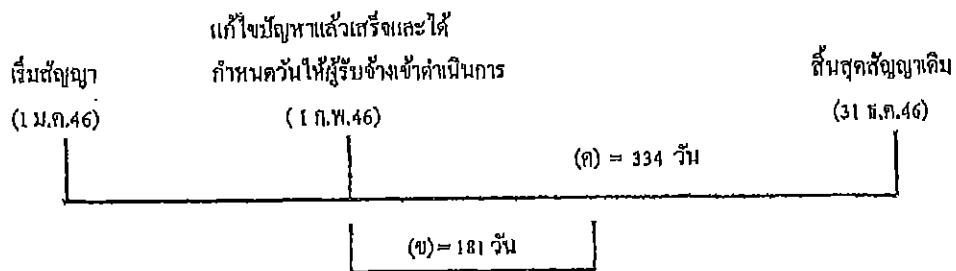 แก้ไขปัญหาแล้วเสร็จและได้
เริ่มสัญญา กำหนดวันให้ผู้รับจ้างเข้าดำเนินการ สิ้นสุดสัญญาเดิม
(1 ม.ค.46) (1 ก.พ.46) (31 ธ.ค.46)
(ค) = 334 วัน
(ข) = 181 วัน